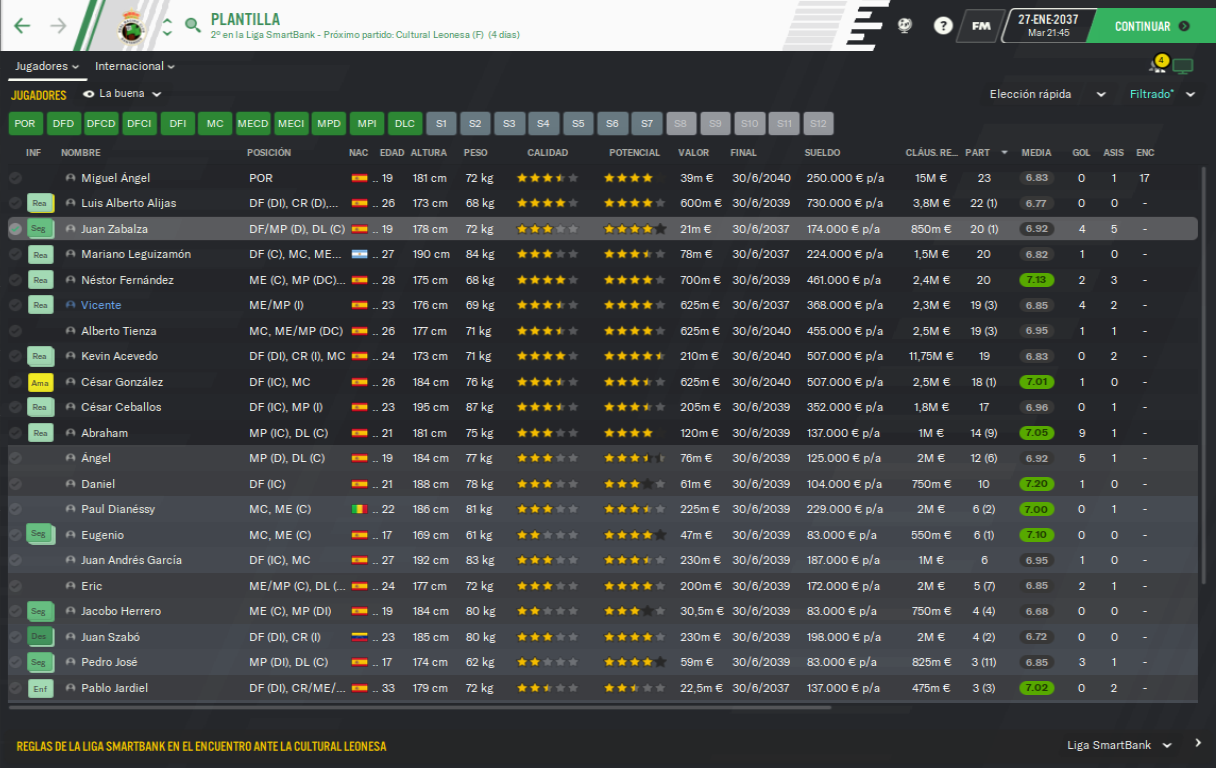 PLANTILLA
2º en la Liga SmartBank - Próximo partido: Cultural Leonesa (F) (4 días)
? FM 27-ENE-2037 Mar 21:45 CONTINUAR
Jugadores Internacional 4
JUGADORES La buena Elección rápida Filtrado*
POR DFD DFCD DFCI DFI MC MECD MECI MPD MPI DLC S1 S2 S3 S4 S5 S6 S7 S8 S9 S10 S11 S12
INF NOMBRE POSICIÓN NAC EDAD ALTURA PESO CALIDAD POTENCIAL VALOR FINAL SUELDO CLÁUS. RE... PART MEDIA GOL ASIS ENC
Miguel Ángel POR .. 19 181 cm 72 kg 39m € 30/6/2040 250.000 € p/a 15M € 23 6.83 0 1 17
Rea Luis Alberto Alijas DF (DI), CR (D),... .. 26 173 cm 68 kg 600m € 30/6/2039 730.000 € p/a 3,8M € 22 (1) 6.77 0 0 -
Seg Juan Zabalza DF/MP (D), DL (C) .. 19 178 cm 72 kg 21m € 30/6/2037 174.000 € p/a 850m € 20 (1) 6.92 4 5 -
Rea Mariano Leguizamón DF (C), MC, ME... .. 27 190 cm 84 kg 78m € 30/6/2037 224.000 € p/a 1,5M € 20 6.82 1 0 -
Rea Néstor Fernández ME (C), MP (DC)... .. 28 175 cm 68 kg 700m € 30/6/2039 461.000 € p/a 2,4M € 20 7.13 2 3 -
Rea Vicente ME/MP (I) .. 23 176 cm 69 kg 625m € 30/6/2037 368.000 € p/a 2,3M € 19 (3) 6.85 4 2 -
Alberto Tienza MC, ME/MP (DC) .. 26 177 cm 71 kg 625m € 30/6/2040 455.000 € p/a 2,5M € 19 (3) 6.95 1 1 -
Rea Kevin Acevedo DF (DI), CR (I), MC .. 24 173 cm 71 kg 210m € 30/6/2040 507.000 € p/a 11,75M € 19 6.83 0 2 -
Ama César González DF (IC), MC .. 26 184 cm 76 kg 625m € 30/6/2040 507.000 € p/a 2,5M € 18 (1) 7.01 1 0 -
Rea César Ceballos DF (IC), MP (I) .. 23 195 cm 87 kg 205m € 30/6/2039 352.000 € p/a 1,8M € 17 6.96 0 1 -
Rea Abraham MP (IC), DL (C) .. 21 181 cm 78 kg 120m € 30/6/2039 137.000 € p/a 1M € 14 (9) 7.05 9 1 -
Ángel MP (D), DL (C) .. 19 184 cm 77 kg 76m € 30/6/2039 125.000 € p/a 2M € 12 (6) 6.92 5 1 -
Daniel DF (IC) .. 21 188 cm 78 kg 61m € 30/6/2039 104.000 € p/a 750m € 10 7.20 1 0 -
Paul Dianéssy MC, ME (C) .. 22 186 cm 81 kg 225m € 30/6/2039 229.000 € p/a 2M € 6 (2) 7.00 0 1 -
Seg Eugenio MC, ME (C) .. 17 169 cm 61 kg 47m € 30/6/2039 83.000 € p/a 550m € 6 (1) 7.10 0 0 -
Juan Andrés García DF (IC), MC .. 27 192 cm 83 kg 230m € 30/6/2039 187.000 € p/a 1M € 6 6.95 1 0 -
Eric ME/MP (C), DL (... .. 24 177 cm 72 kg 200m € 30/6/2039 172.000 € p/a 2M € 5 (7) 6.85 2 1 -
Seg Jacobo Herrero ME (C), MP (DI) .. 19 184 cm 80 kg 30,5m € 30/6/2039 83.000 € p/a 750m € 4 (4) 6.68 0 0 -
Des Juan Szabó DF (DI), CR (I) .. 23 185 cm 80 kg 230m € 30/6/2039 198.000 € p/a 2M € 4 (2) 6.72 0 0 -
Seg Pedro José MP (DI), DL (C) .. 17 174 cm 62 kg 59m € 30/6/2039 83.000 € p/a 825m € 3 (11) 6.85 3 1 -
Enf Pablo Jardiel DF (DI), CR/ME/... .. 33 179 cm 72 kg 22,5m € 30/6/2037 137.000 € p/a 475m € 3 (3) 7.02 0 2 -
REGLAS DE LA LIGA SMARTBANK EN EL ENCUENTRO ANTE LA CULTURAL LEONESA Liga SmartBank